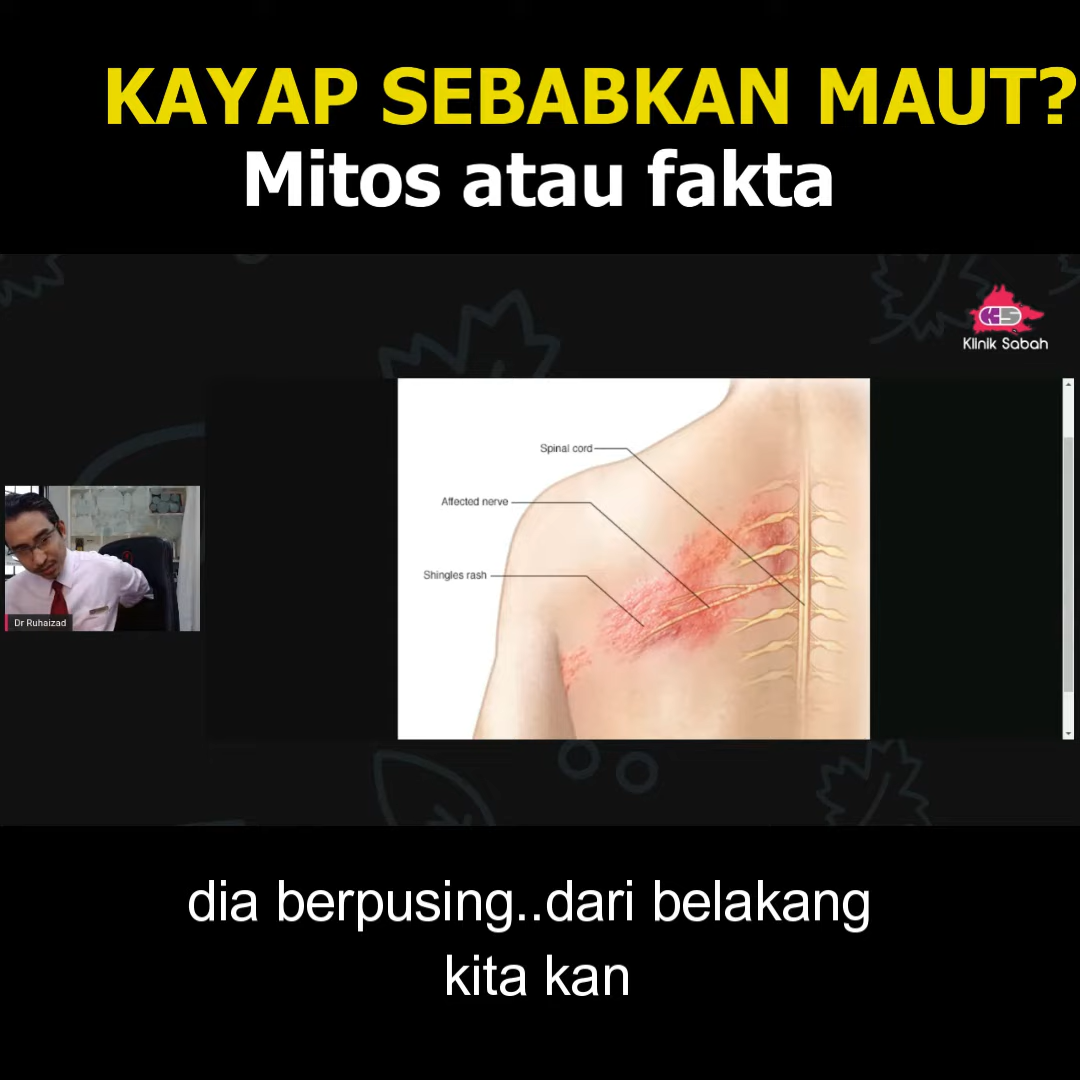 KAYAP SEBABKAN MAUT?
Mitos atau fakta
KS
Klinik Sabah
Spinal cord
Affected nerve
Shingles rash
Dr Ruhaizad
dia berpusing..dari belakang
kita kan